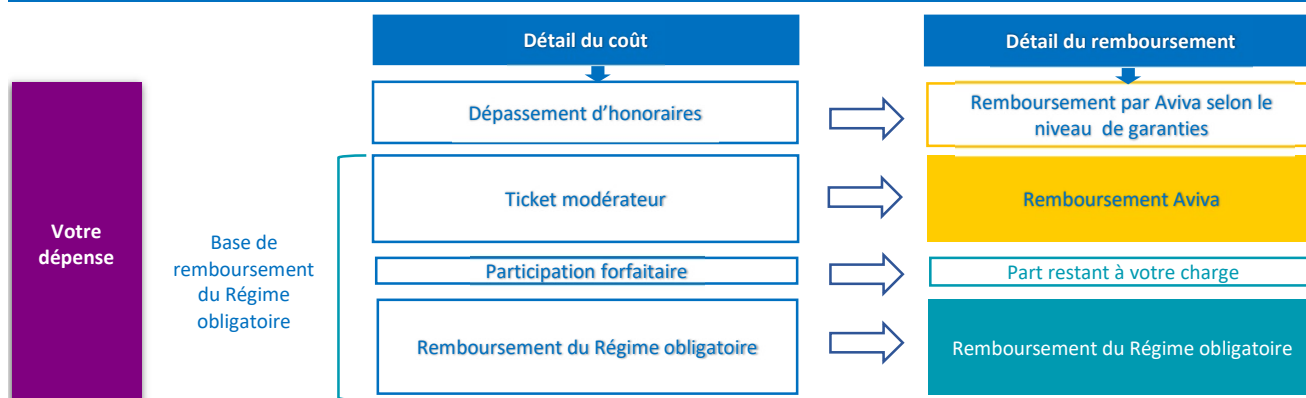 Détail du coût
Détail du remboursement
Dépassement d’honoraires
Remboursement par Aviva selon le
niveau de garanties
Ticket modérateur
Remboursement Aviva
Votre
dépense
Base de
remboursement
du Régime
obligatoire
Participation forfaitaire
Part restant à votre charge
Remboursement du Régime obligatoire
Remboursement du Régime obligatoire